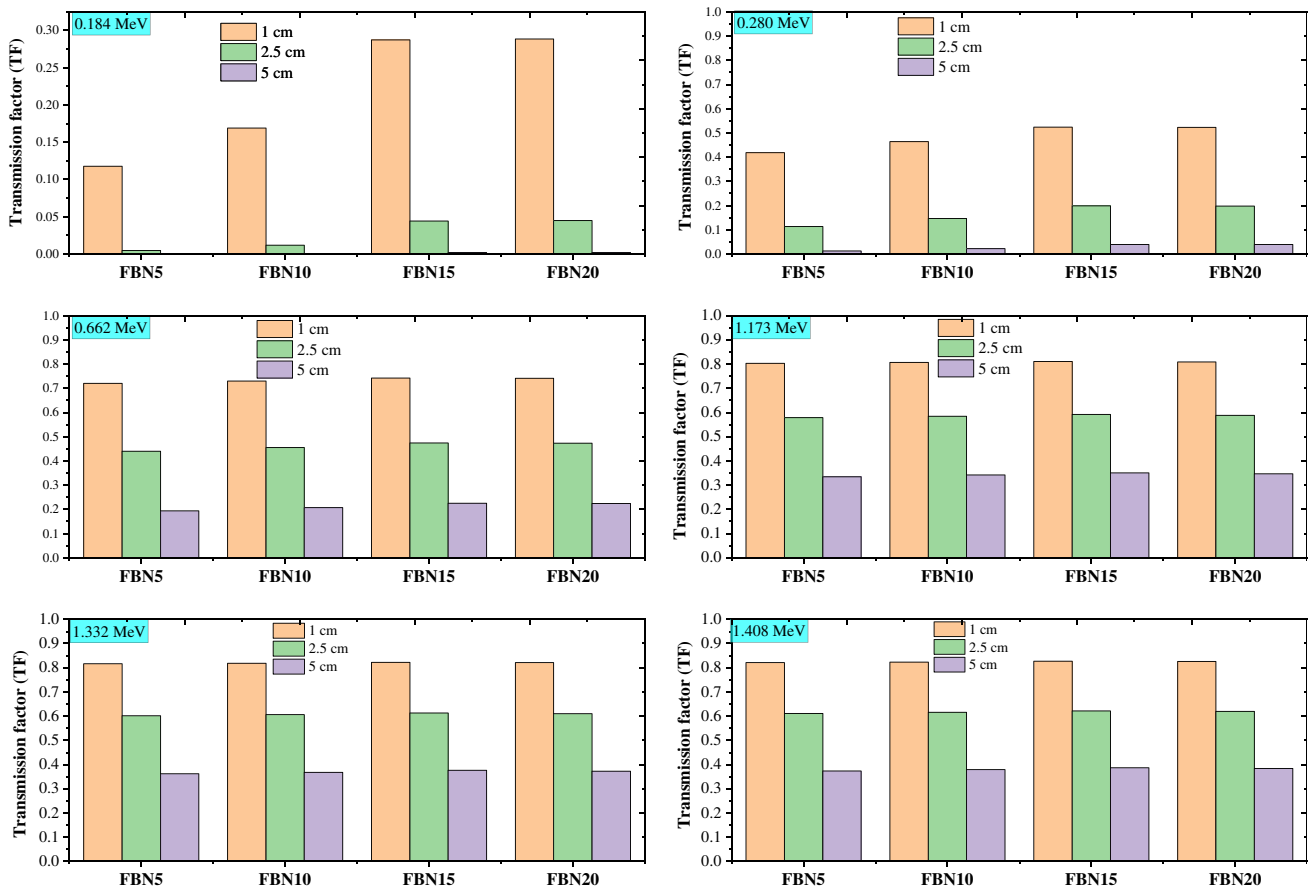 0.184 MeV
1 cm
2.5 cm
5 cm
Transmission factor (TF)
0.30
0.25
0.20
0.15
0.10
0.05
0.00
FBN5 FBN10 FBN15 FBN20
0.280 MeV
1 cm
2.5 cm
5 cm
Transmission factor (TF)
1.0
0.9
0.8
0.7
0.6
0.5
0.4
0.3
0.2
0.1
0.0
FBN5 FBN10 FBN15 FBN20
0.662 MeV
1 cm
2.5 cm
5 cm
Transmission factor (TF)
1.0
0.9
0.8
0.7
0.6
0.5
0.4
0.3
0.2
0.1
0.0
FBN5 FBN10 FBN15 FBN20
1.173 MeV
1 cm
2.5 cm
5 cm
Transmission factor (TF)
1.0
0.9
0.8
0.7
0.6
0.5
0.4
0.3
0.2
0.1
0.0
FBN5 FBN10 FBN15 FBN20
1.332 MeV
1 cm
2.5 cm
5 cm
Transmission factor (TF)
1.0
0.9
0.8
0.7
0.6
0.5
0.4
0.3
0.2
0.1
0.0
FBN5 FBN10 FBN15 FBN20
1.408 MeV
1 cm
2.5 cm
5 cm
Transmission factor (TF)
1.0
0.9
0.8
0.7
0.6
0.5
0.4
0.3
0.2
0.1
0.0
FBN5 FBN10 FBN15 FBN20